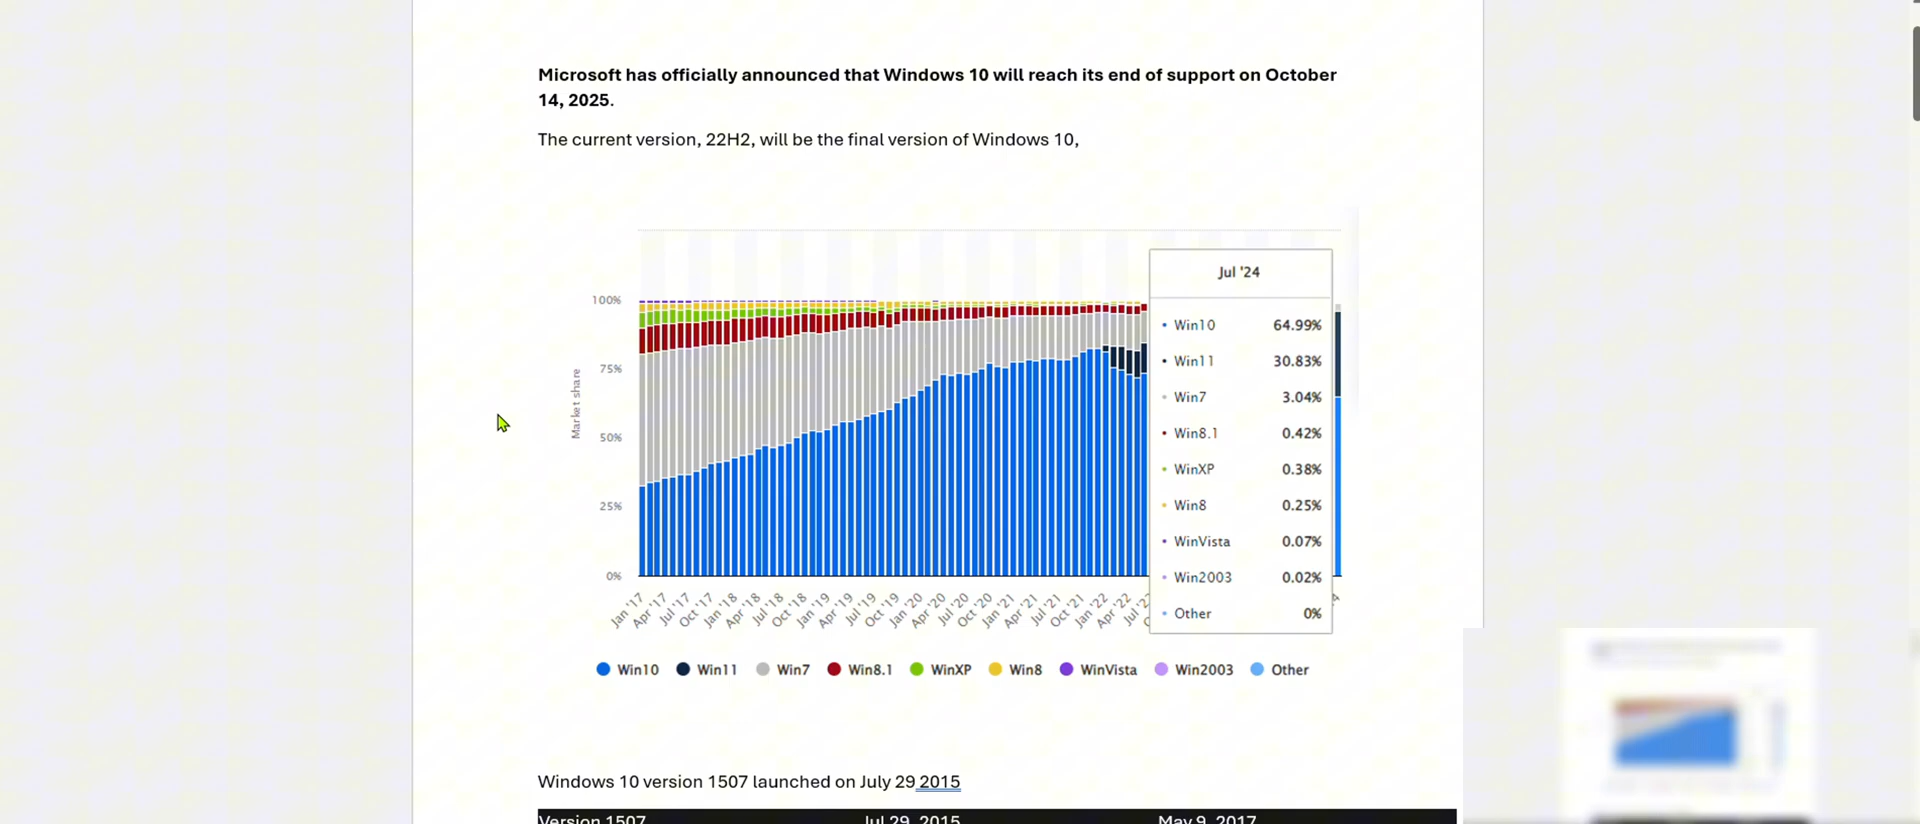 Microsoft has officially announced that Windows 10 will reach its end of support on October
14, 2025.
The current version, 22H2, will be the final version of Windows 10,
Jul '24
Win10 64.99%
Win11 30.83%
Win7 3.04%
Win8.1 0.42%
WinXP 0.38%
Win8 0.25%
WinVista 0.07%
Win2003 0.02%
Other 0%
Market share
100%
75%
50%
25%
0%
Jan '17 Apr '17 Jul '17 Oct '17 Jan '18 Apr '18 Jul '18 Oct '18 Jan '19 Apr '19 Jul '19 Oct '19 Jan '20 Apr '20 Jul '20 Oct '20 Jan '21 Apr '21 Jul '21 Oct '21 Jan '22 Apr '22 Jul '2
Win10 Win11 Win7 Win8.1 WinXP Win8 WinVista Win2003 Other
Windows 10 version 1507 launched on July 29 2015
Version 1507 Jul 29, 2015 May 9, 2017